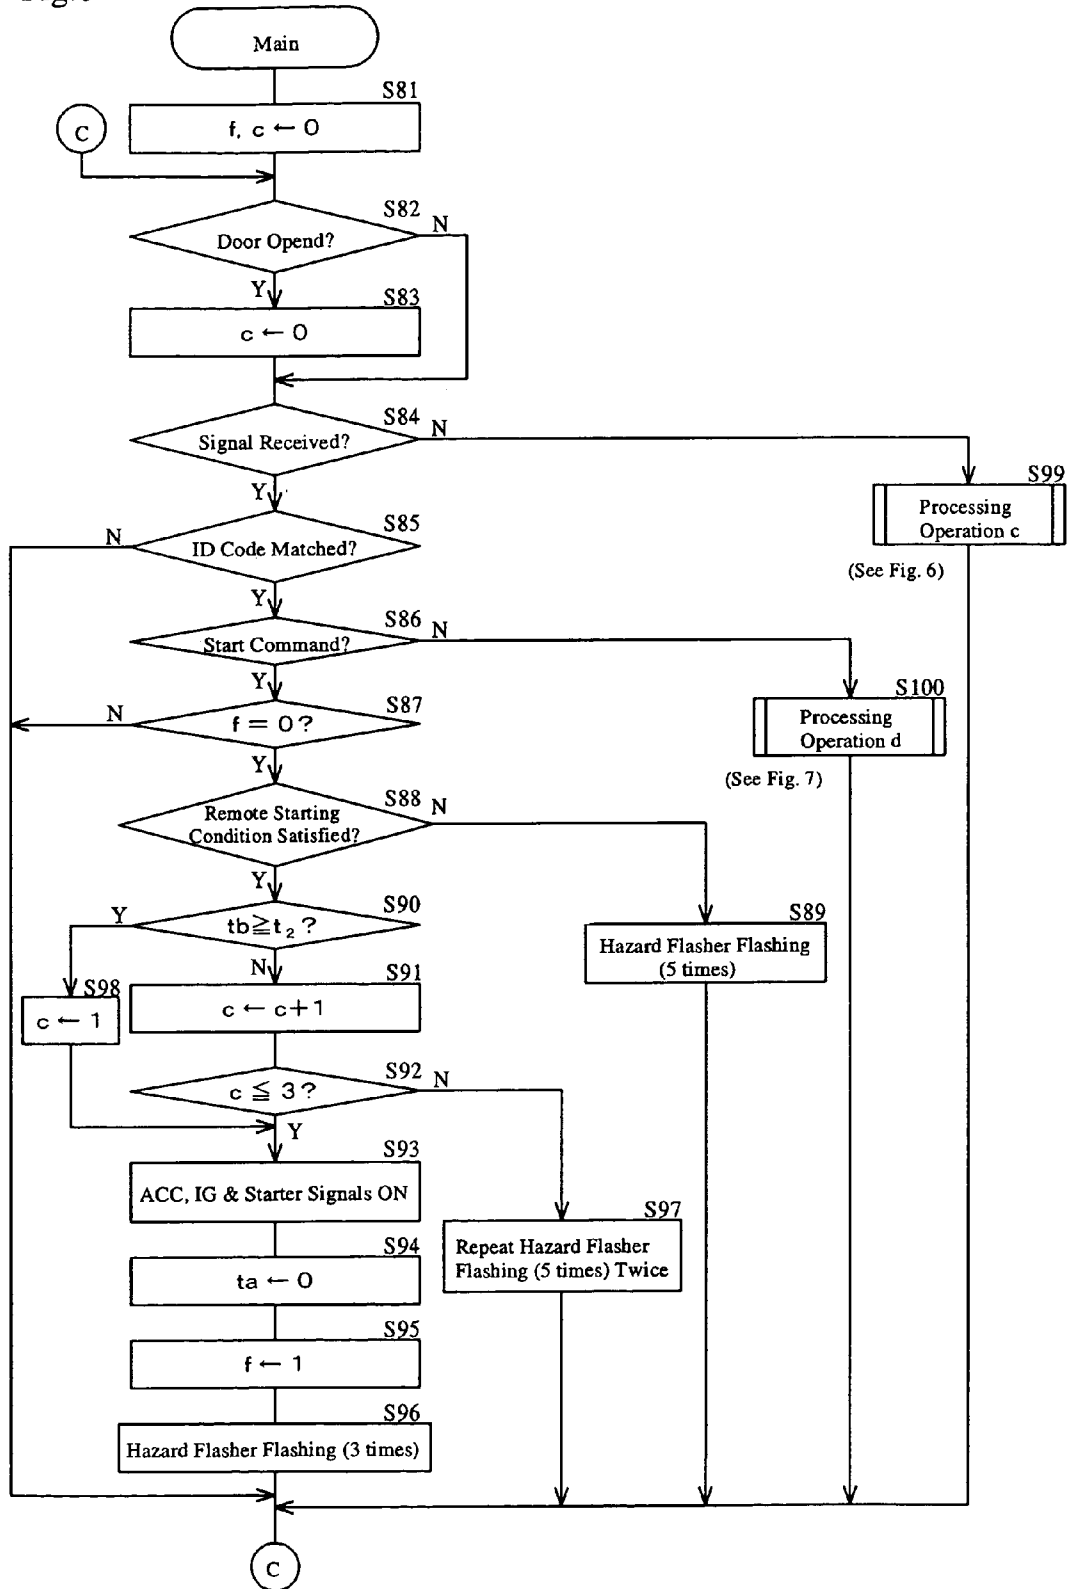 Main
S81
C
f, c ← 0
S82
N
Door Opend?
Y
S83
c ← 0
S84
N
Signal Received?
Y
S99
Processing
Operation c
(See Fig. 6)
S85
N
ID Code Matched?
Y
S86
N
Start Command?
Y
S100
Processing
Operation d
(See Fig. 7)
S87
N
f = 0?
Y
S88
N
Remote Starting
Condition Satisfied?
Y
S90
Y
tb≧t₂?
N
S89
Hazard Flasher Flashing
(5 times)
S98
c ← 1
S91
c ← c+1
S92
N
c ≦ 3?
Y
S93
ACC, IG & Starter Signals ON
S97
Repeat Hazard Flasher
Flashing (5 times) Twice
S94
ta ← 0
S95
f ← 1
S96
Hazard Flasher Flashing (3 times)
C